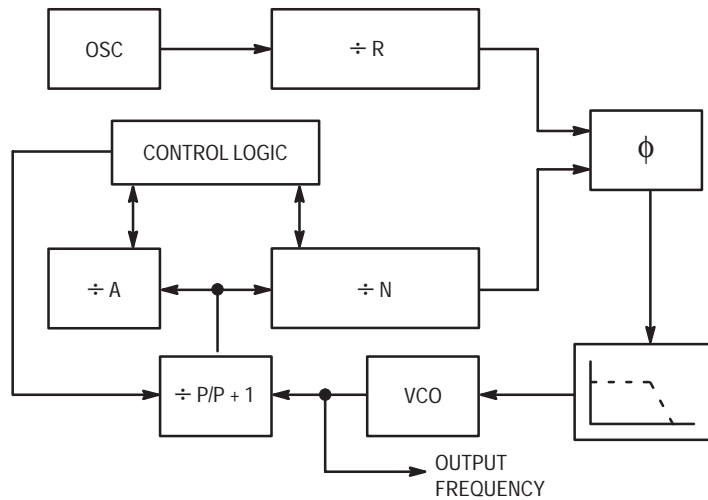 OSC
÷ R
CONTROL LOGIC
ϕ
÷ A
÷ N
÷ P/P + 1
VCO
OUTPUT
FREQUENCY